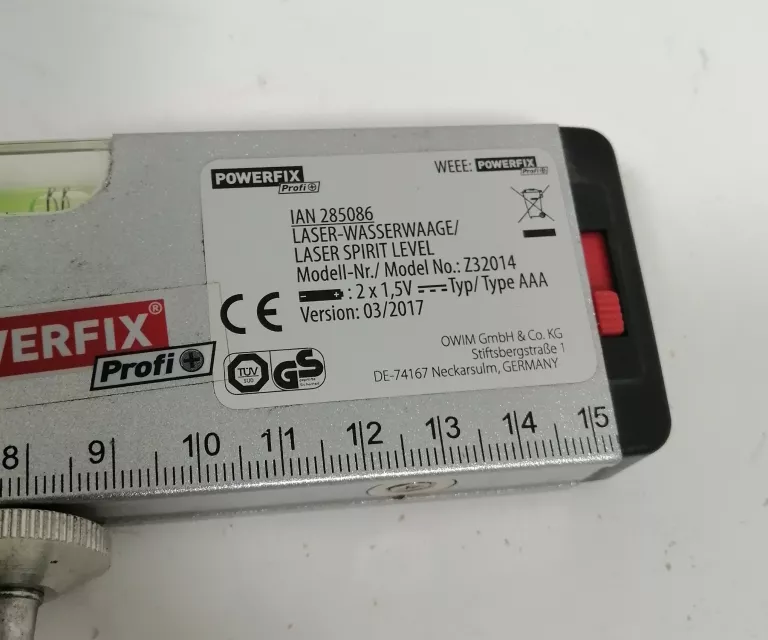 POWERFIX
Profi
WEEE: POWERFIX
Profi
IAN 285086
LASER-WASSERWAAGE/
LASER SPIRIT LEVEL
Modell-Nr./ Model No.: Z32014
: 2 x 1,5V Typ/ Type AAA
Version: 03/2017
CE
TÜV
SÜD
GS
OWIM GmbH & Co. KG
Stiftsbergstraße 1
DE-74167 Neckarsulm, GERMANY
WERFIX®
Profi
8 9 10 11 12 13 14 15